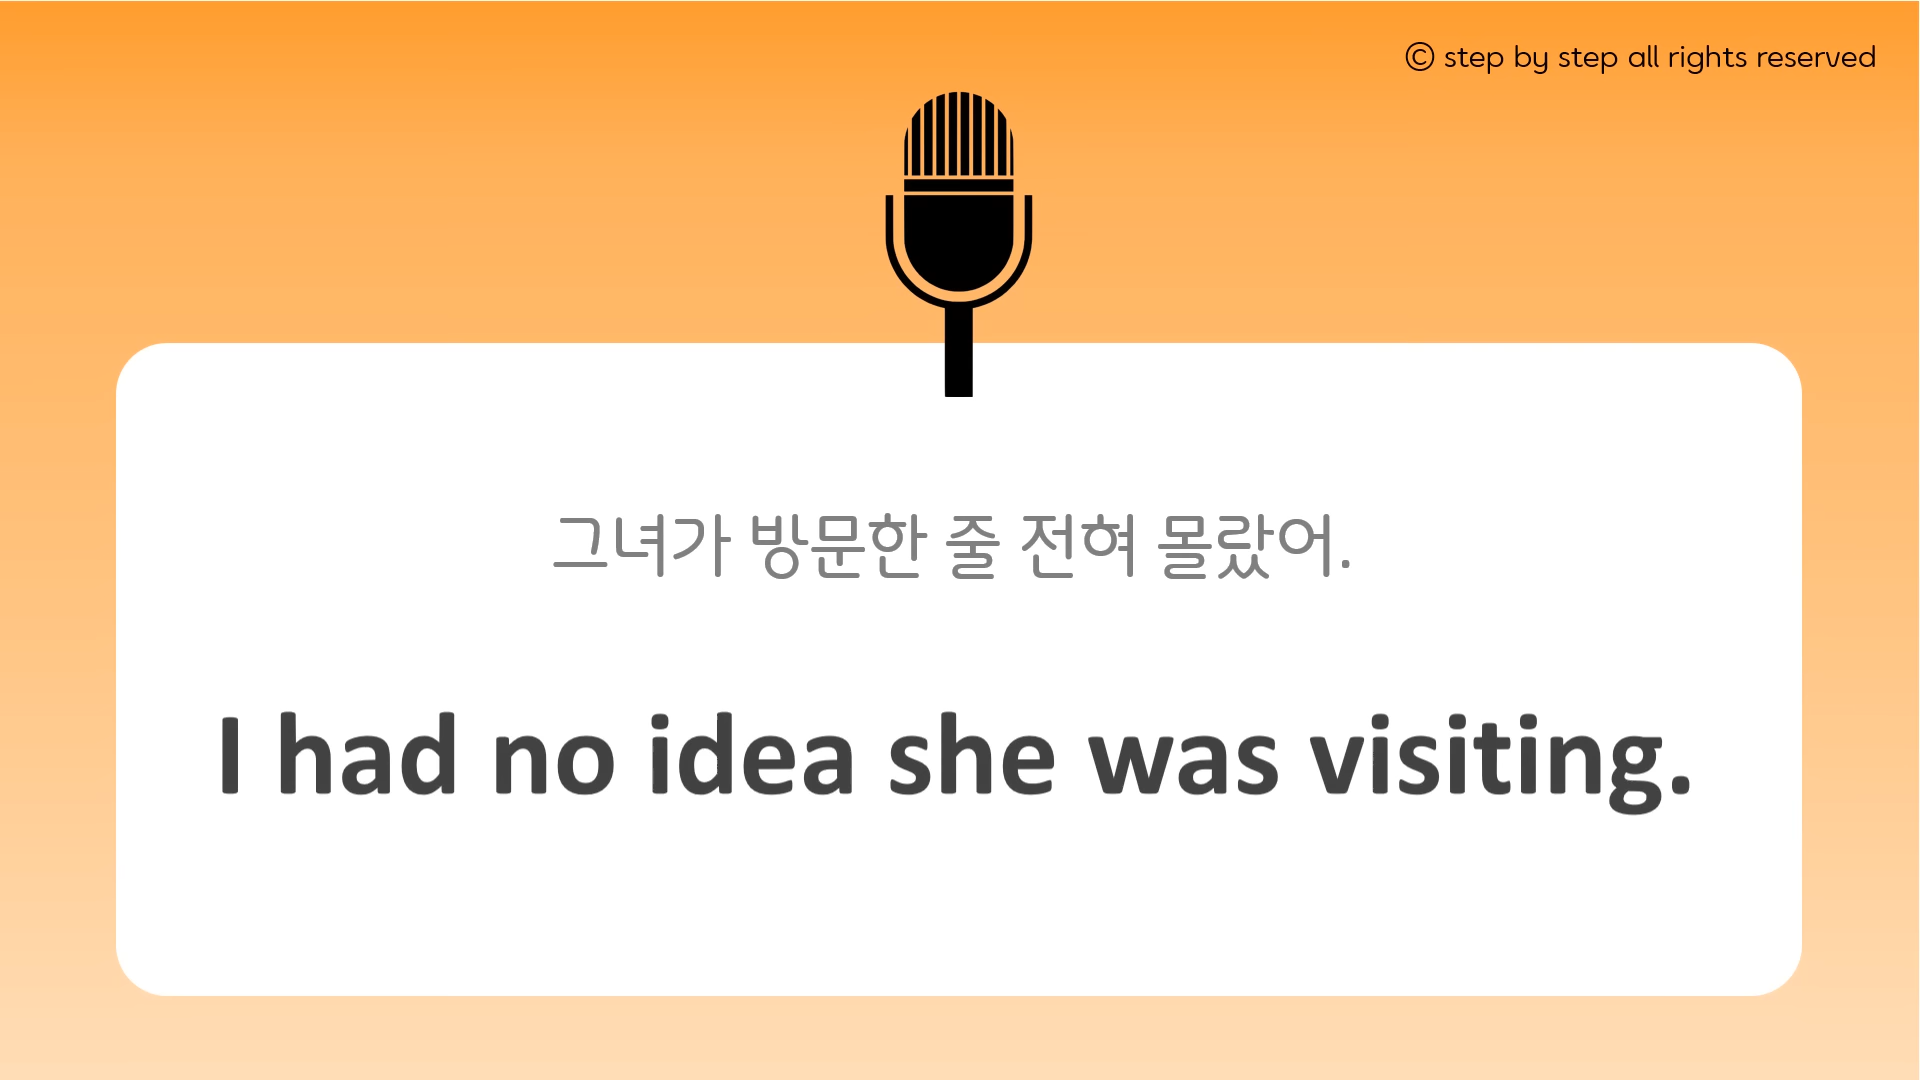 © step by step all rights reserved
그녀가 방문한 줄 전혀 몰랐어.
I had no idea she was visiting.